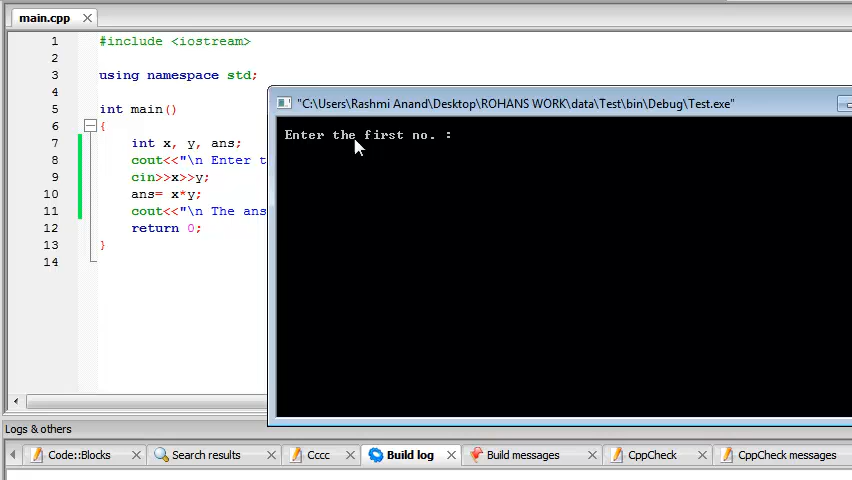 main.cpp
1 #include <iostream>
2
3 using namespace std;
4
5 int main()
6 {
7 int x, y, ans;
8 cout<<"\n Enter t
9 cin>>x>>y;
10 ans= x*y;
11 cout<<"\n The ans
12 return 0;
13 }
14
"C:\Users\Rashmi Anand\Desktop\ROHANS WORK\data\Test\bin\Debug\Test.exe"
Enter the first no. :
Logs & others
Code::Blocks Search results Cccc Build log Build messages CppCheck CppCheck messages